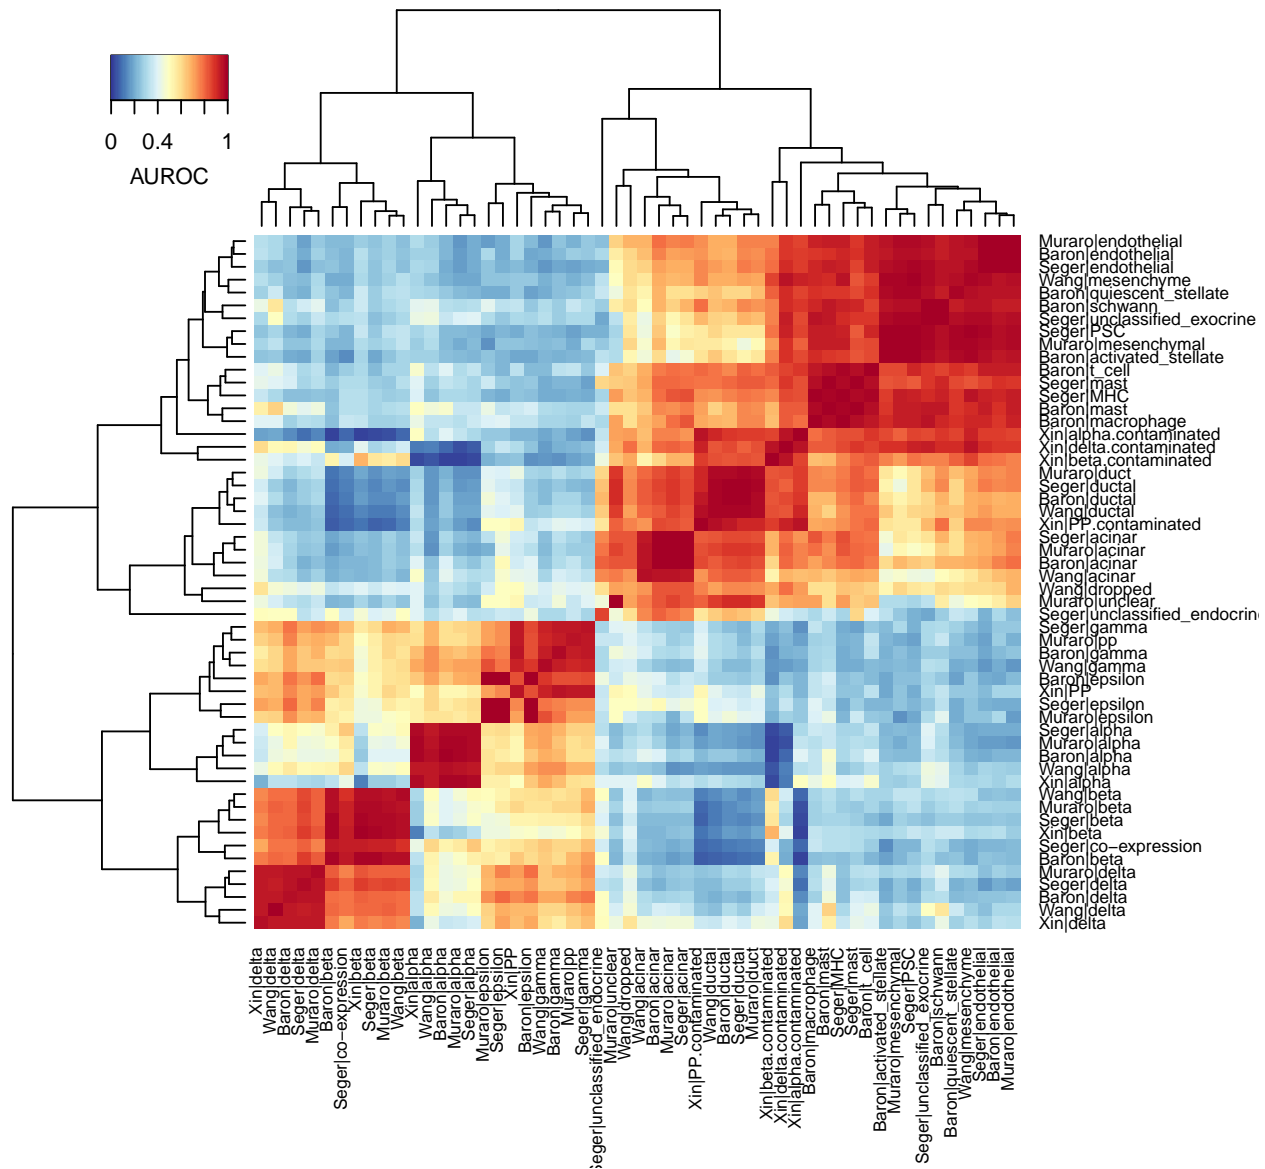 0 0.4 1
AUROC
Muraro|endothelial
Baron|endothelial
Seger|endothelial
Wang|mesenchyme
Baron|quiescent_stellate
Baron|schwann
Seger|unclassified_exocrine
Seger|PSC
Muraro|mesenchymal
Baron|activated_stellate
Baron|t_cell
Seger|mast
Seger|MHC
Baron|mast
Baron|macrophage
Xin|alpha.contaminated
Xin|delta.contaminated
Xin|beta.contaminated
Muraro|duct
Seger|ductal
Baron|ductal
Wang|ductal
Xin|PP.contaminated
Seger|acinar
Muraro|acinar
Baron|acinar
Wang|acinar
Wang|dropped
Muraro|unclear
Seger|unclassified_endocrin
Seger|gamma
Muraro|pp
Baron|gamma
Wang|gamma
Baron|epsilon
Xin|PP
Seger|epsilon
Muraro|epsilon
Seger|alpha
Muraro|alpha
Baron|alpha
Wang|alpha
Xin|alpha
Wang|beta
Muraro|beta
Seger|beta
Xin|beta
Seger|co−expression
Baron|beta
Muraro|delta
Seger|delta
Baron|delta
Wang|delta
Xin|delta
Xin|delta
Wang|delta
Baron|delta
Seger|delta
Muraro|delta
Baron|beta
Seger|co−expression
Xin|beta
Seger|beta
Muraro|beta
Wang|beta
Xin|alpha
Wang|alpha
Baron|alpha
Muraro|alpha
Seger|alpha
Muraro|epsilon
Seger|epsilon
Xin|PP
Baron|epsilon
Wang|gamma
Baron|gamma
Muraro|pp
Seger|gamma
Seger|unclassified_endocrine
Muraro|unclear
Wang|dropped
Wang|acinar
Baron|acinar
Muraro|acinar
Seger|acinar
Xin|PP.contaminated
Wang|ductal
Baron|ductal
Seger|ductal
Muraro|duct
Xin|beta.contaminated
Xin|delta.contaminated
Xin|alpha.contaminated
Baron|macrophage
Baron|mast
Seger|MHC
Seger|mast
Baron|t_cell
Baron|activated_stellate
Muraro|mesenchymal
Seger|PSC
Seger|unclassified_exocrine
Baron|schwann
Baron|quiescent_stellate
Wang|mesenchyme
Seger|endothelial
Baron|endothelial
Muraro|endothelial